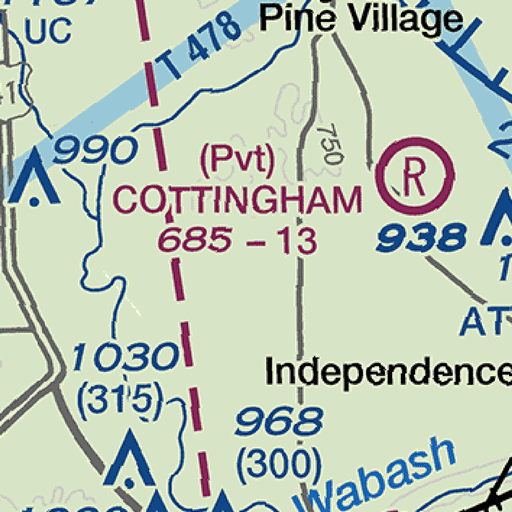 UC
Pine Village
T 478
990
750
(Pvt)
COTTINGHAM
685 - 13
R
938
AT
1030
(315)
Independence
968
(300)
Wabash